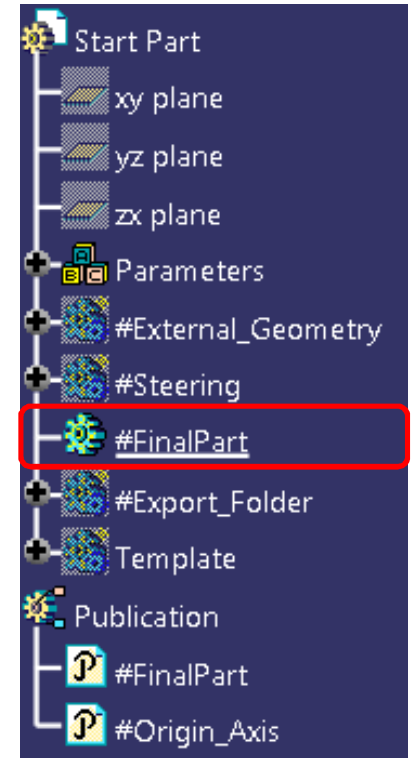 Start Part
xy plane
yz plane
zx plane
Parameters
#External_Geometry
#Steering
#FinalPart
#Export_Folder
Template
Publication
#FinalPart
#Origin_Axis